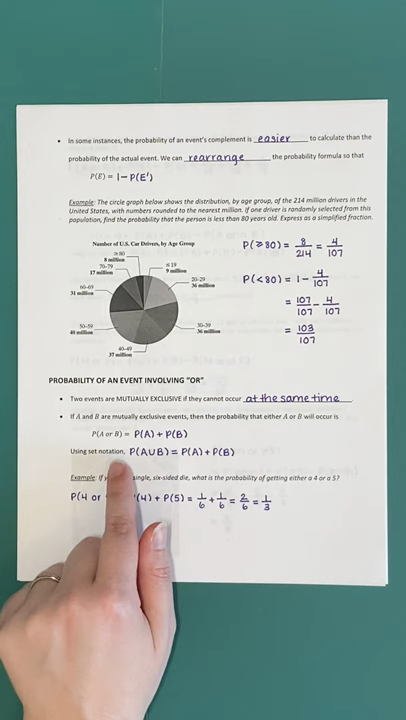 • In some instances, the probability of an event's complement is easier to calculate than the
probability of the actual event. We can rearrange the probability formula so that
P(E) = 1-P(E')
Example: The circle graph below shows the distribution, by age group, of the 214 million drivers in the
United States, with numbers rounded to the nearest million. If one driver is randomly selected from this
population, find the probability that the person is less than 80 years old. Express as a simplified fraction.
Number of U.S. Car Drivers, by Age Group
≥ 80
8 million
70–79
17 million
≤ 19
9 million
20–29
36 million
60–69
31 million
50–59
40 million
30–39
36 million
40–49
37 million
P(≥80) = 8/214 = 4/107
P(<80) = 1 - 4/107
= 107/107 - 4/107
= 103/107
PROBABILITY OF AN EVENT INVOLVING "OR"
• Two events are MUTUALLY EXCLUSIVE if they cannot occur at the same time.
• If A and B are mutually exclusive events, then the probability that either A or B will occur is
P(A or B) = P(A) + P(B)
Using set notation, P(A∪B) = P(A) + P(B)
Example: If single, six-sided die, what is the probability of getting either a 4 or a 5?
P(4 or (4) + P(5) = 1/6 + 1/6 = 2/6 = 1/3